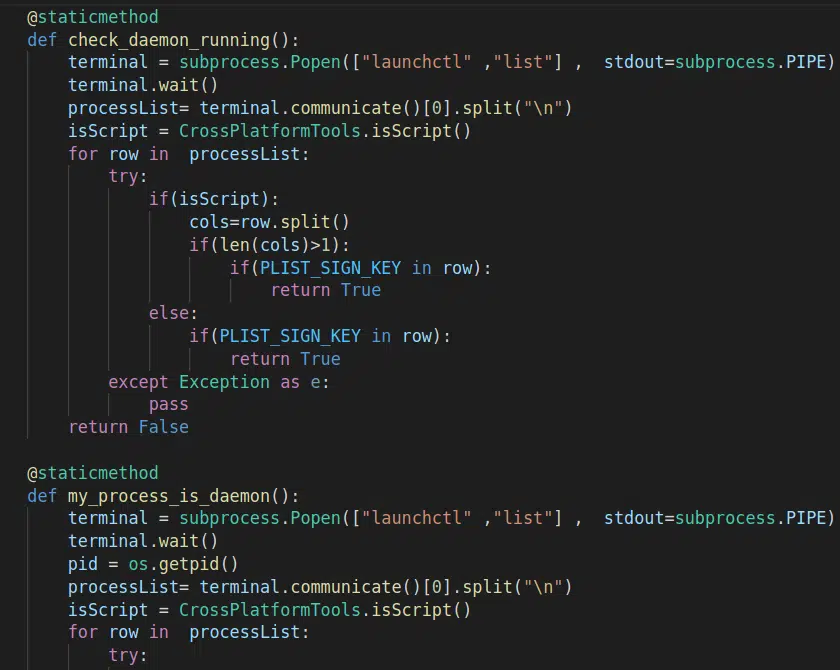 @staticmethod
def check_daemon_running():
    terminal = subprocess.Popen(["launchctl" ,"list"] ,  stdout=subprocess.PIPE)
    terminal.wait()
    processList= terminal.communicate()[0].split("\n")
    isScript = CrossPlatformTools.isScript()
    for row in  processList:
        try:
            if(isScript):
                cols=row.split()
                if(len(cols)>1):
                    if(PLIST_SIGN_KEY in row):
                        return True
            else:
                if(PLIST_SIGN_KEY in row):
                    return True
        except Exception as e:
            pass
    return False

@staticmethod
def my_process_is_daemon():
    terminal = subprocess.Popen(["launchctl" ,"list"] ,  stdout=subprocess.PIPE)
    terminal.wait()
    pid = os.getpid()
    processList= terminal.communicate()[0].split("\n")
    isScript = CrossPlatformTools.isScript()
    for row in  processList:
        try: